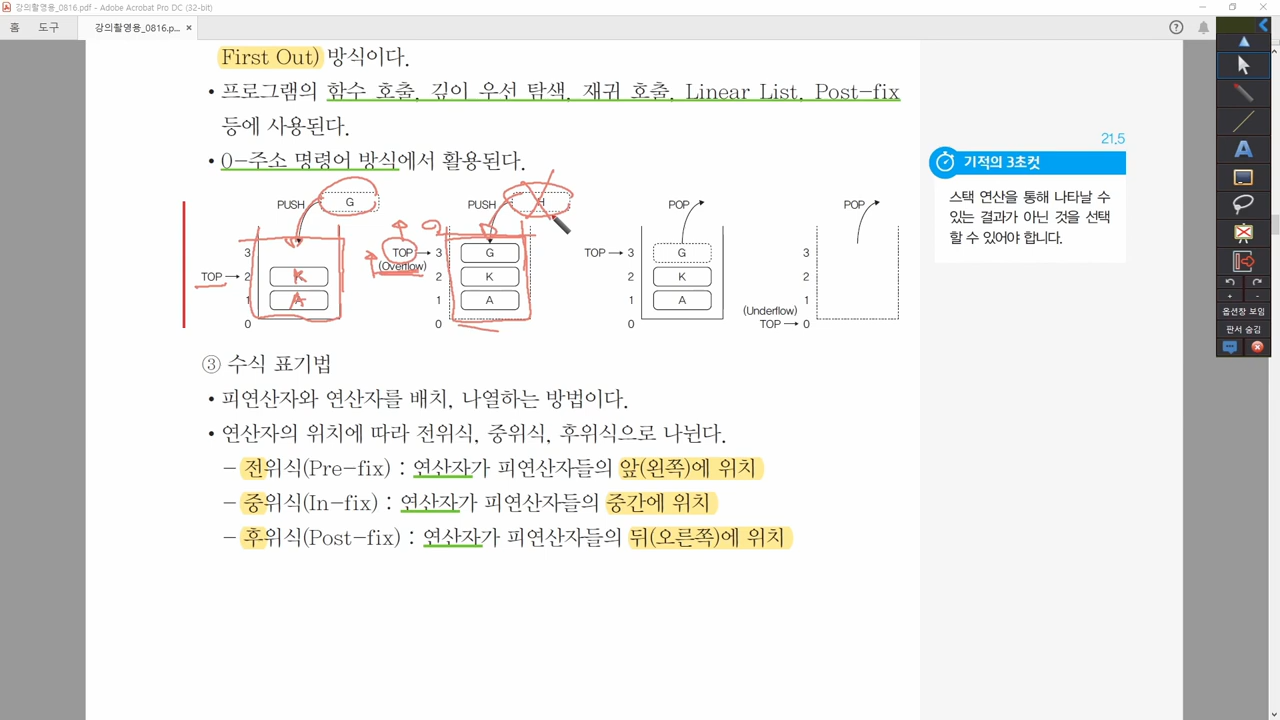 강의촬영용_0816.pdf - Adobe Acrobat Pro DC (32-bit)
홈 도구 강의촬영용_0816.p... ×
First Out) 방식이다.
• 프로그램의 함수 호출, 깊이 우선 탐색, 재귀 호출, Linear List, Post-fix
등에 사용된다.
• 0-주소 명령어 방식에서 활용된다.
PUSH G
3
TOP 2 K
1 A
0
PUSH H
TOP 3 G
(Overflow)
2 K
1 A
0
POP
TOP 3 G
2 K
1 A
0
POP
3
2
1
(Underflow)
TOP 0
③ 수식 표기법
• 피연산자와 연산자를 배치, 나열하는 방법이다.
• 연산자의 위치에 따라 전위식, 중위식, 후위식으로 나뉜다.
- 전위식(Pre-fix) : 연산자가 피연산자들의 앞(왼쪽)에 위치
- 중위식(In-fix) : 연산자가 피연산자들의 중간에 위치
- 후위식(Post-fix) : 연산자가 피연산자들의 뒤(오른쪽)에 위치
21.5
기적의 3초컷
스택 연산을 통해 나타날 수
있는 결과가 아닌 것을 선택
할 수 있어야 합니다.
A
+ -
옵션장 보임
판서 숨김